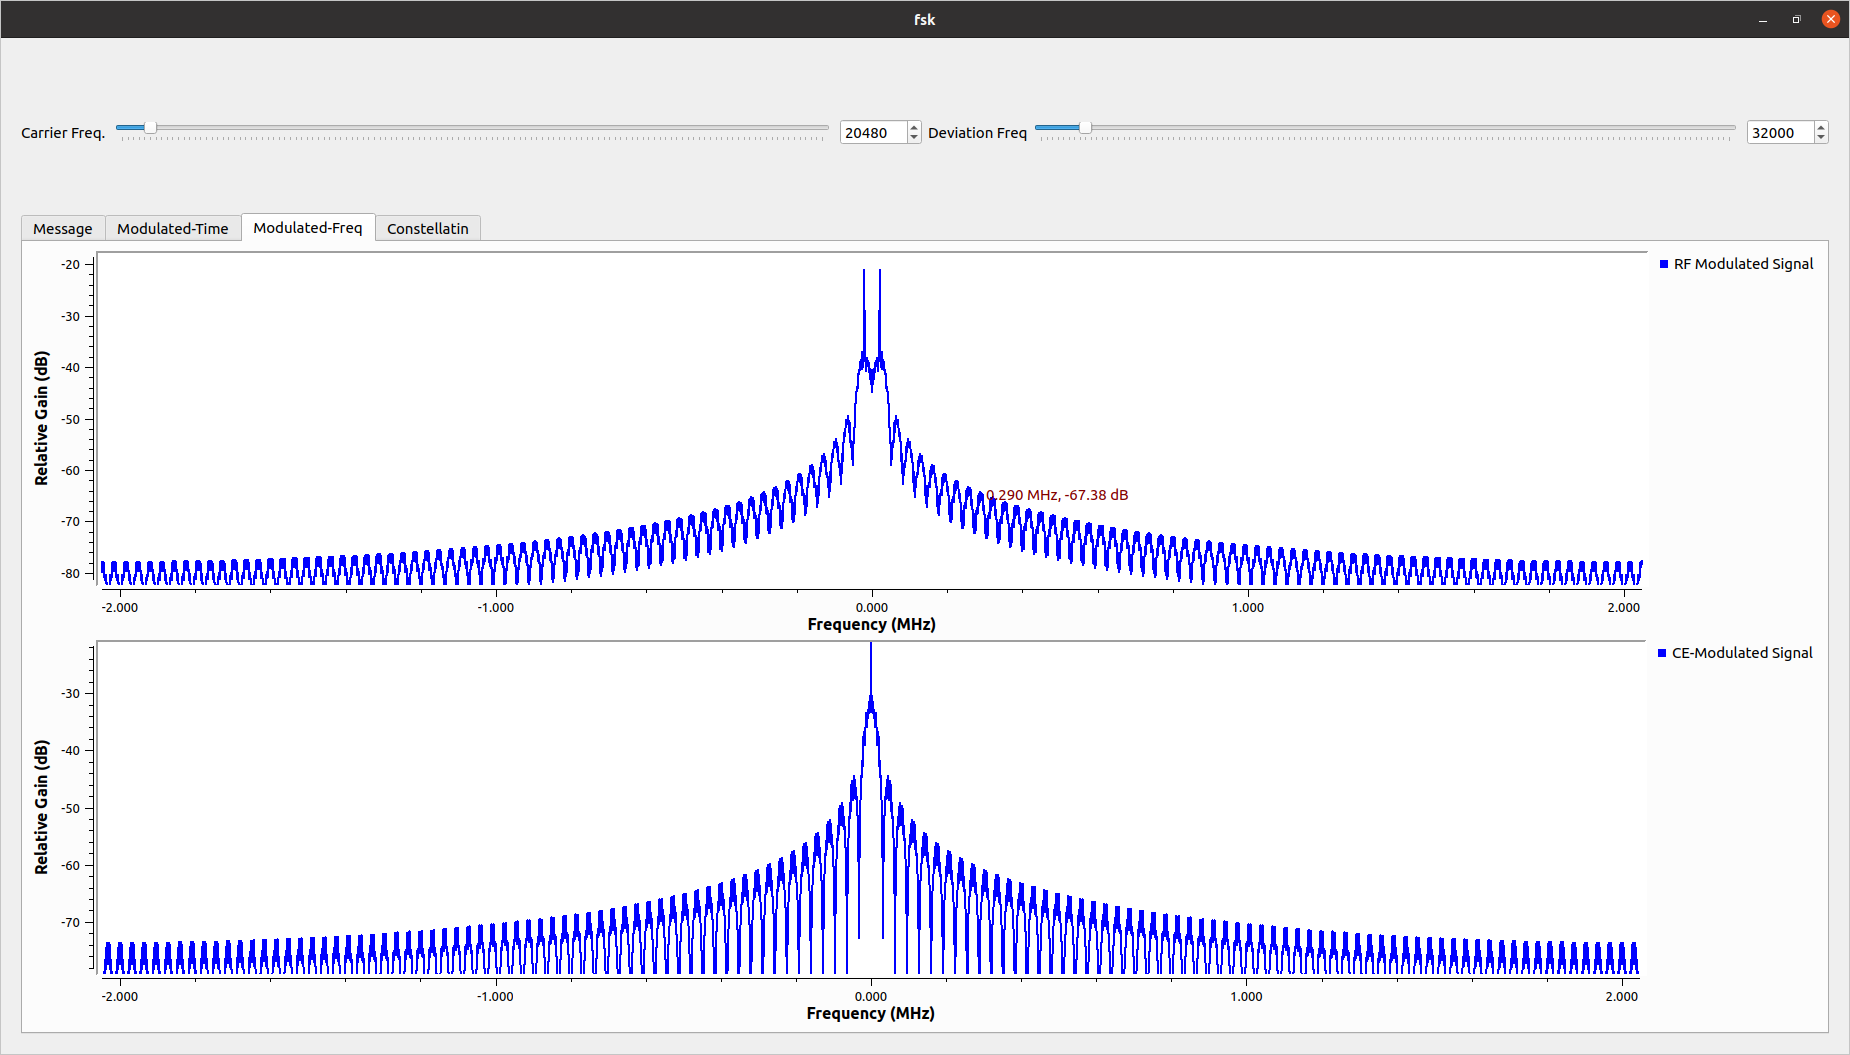 fsk
Carrier Freq. 20480 Deviation Freq 32000
Message Modulated-Time Modulated-Freq Constellatin
RF Modulated Signal
Relative Gain (dB)
-20
-30
-40
-50
-60
-70
-80
0.290 MHz, -67.38 dB
-2.000 -1.000 0.000 1.000 2.000
Frequency (MHz)
CE-Modulated Signal
Relative Gain (dB)
-30
-40
-50
-60
-70
-2.000 -1.000 0.000 1.000 2.000
Frequency (MHz)